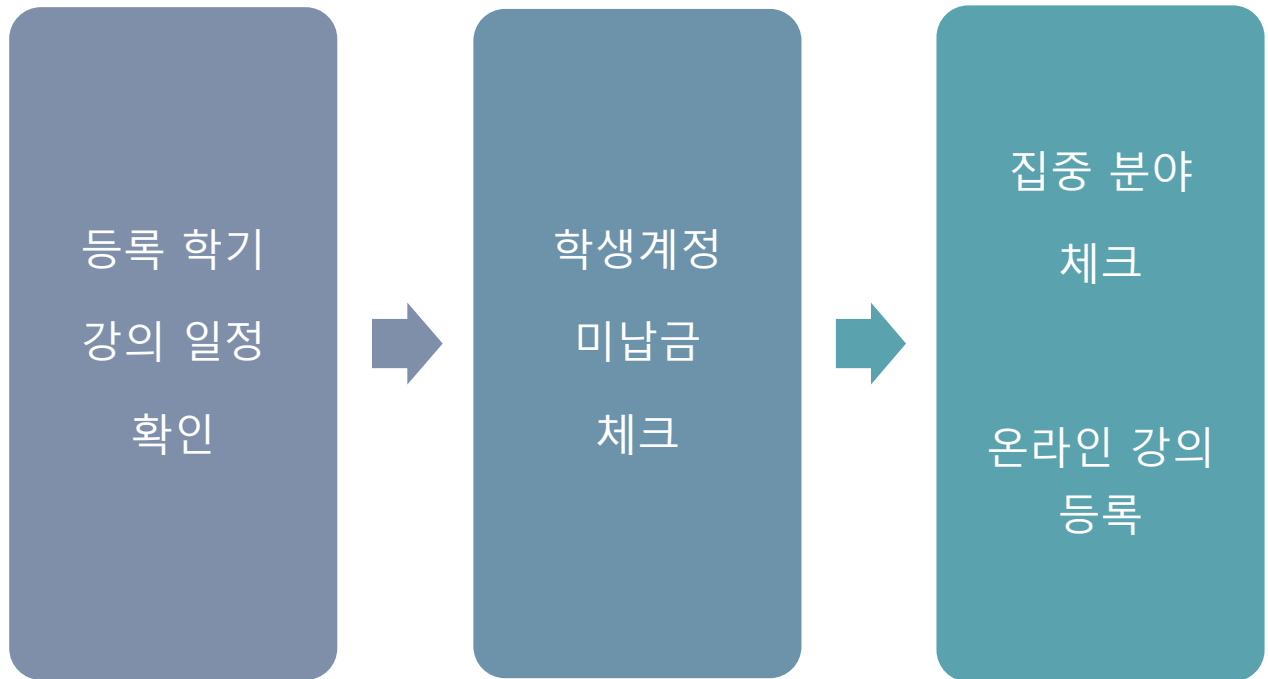 등록 학기
강의 일정
확인
학생계정
미납금
체크
집중 분야
체크
온라인 강의
등록